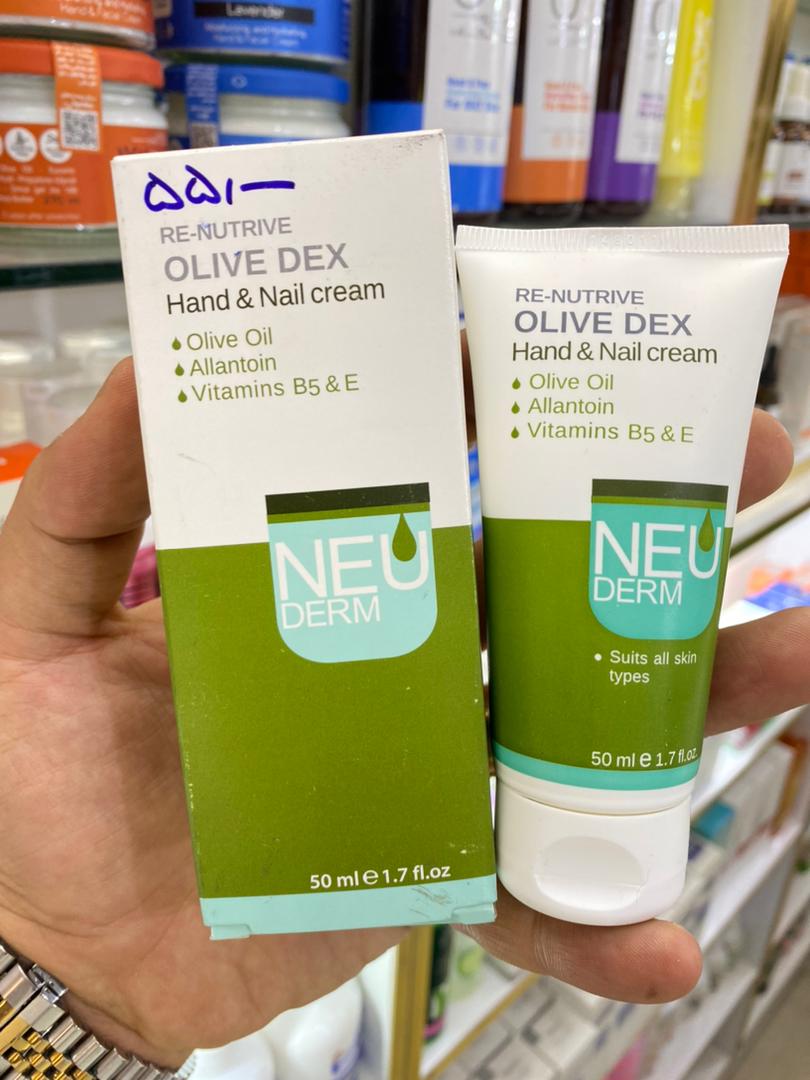 Lavender
۵۵۱—
RE-NUTRIVE
OLIVE DEX
Hand & Nail cream
Olive Oil
Allantoin
Vitamins B5 & E
NEU
DERM
50 ml e 1.7 fl.oz
RE-NUTRIVE
OLIVE DEX
Hand & Nail cream
Olive Oil
Allantoin
Vitamins B5 & E
NEU
DERM
• Suits all skin
types
50 ml e 1.7 fl.oz.